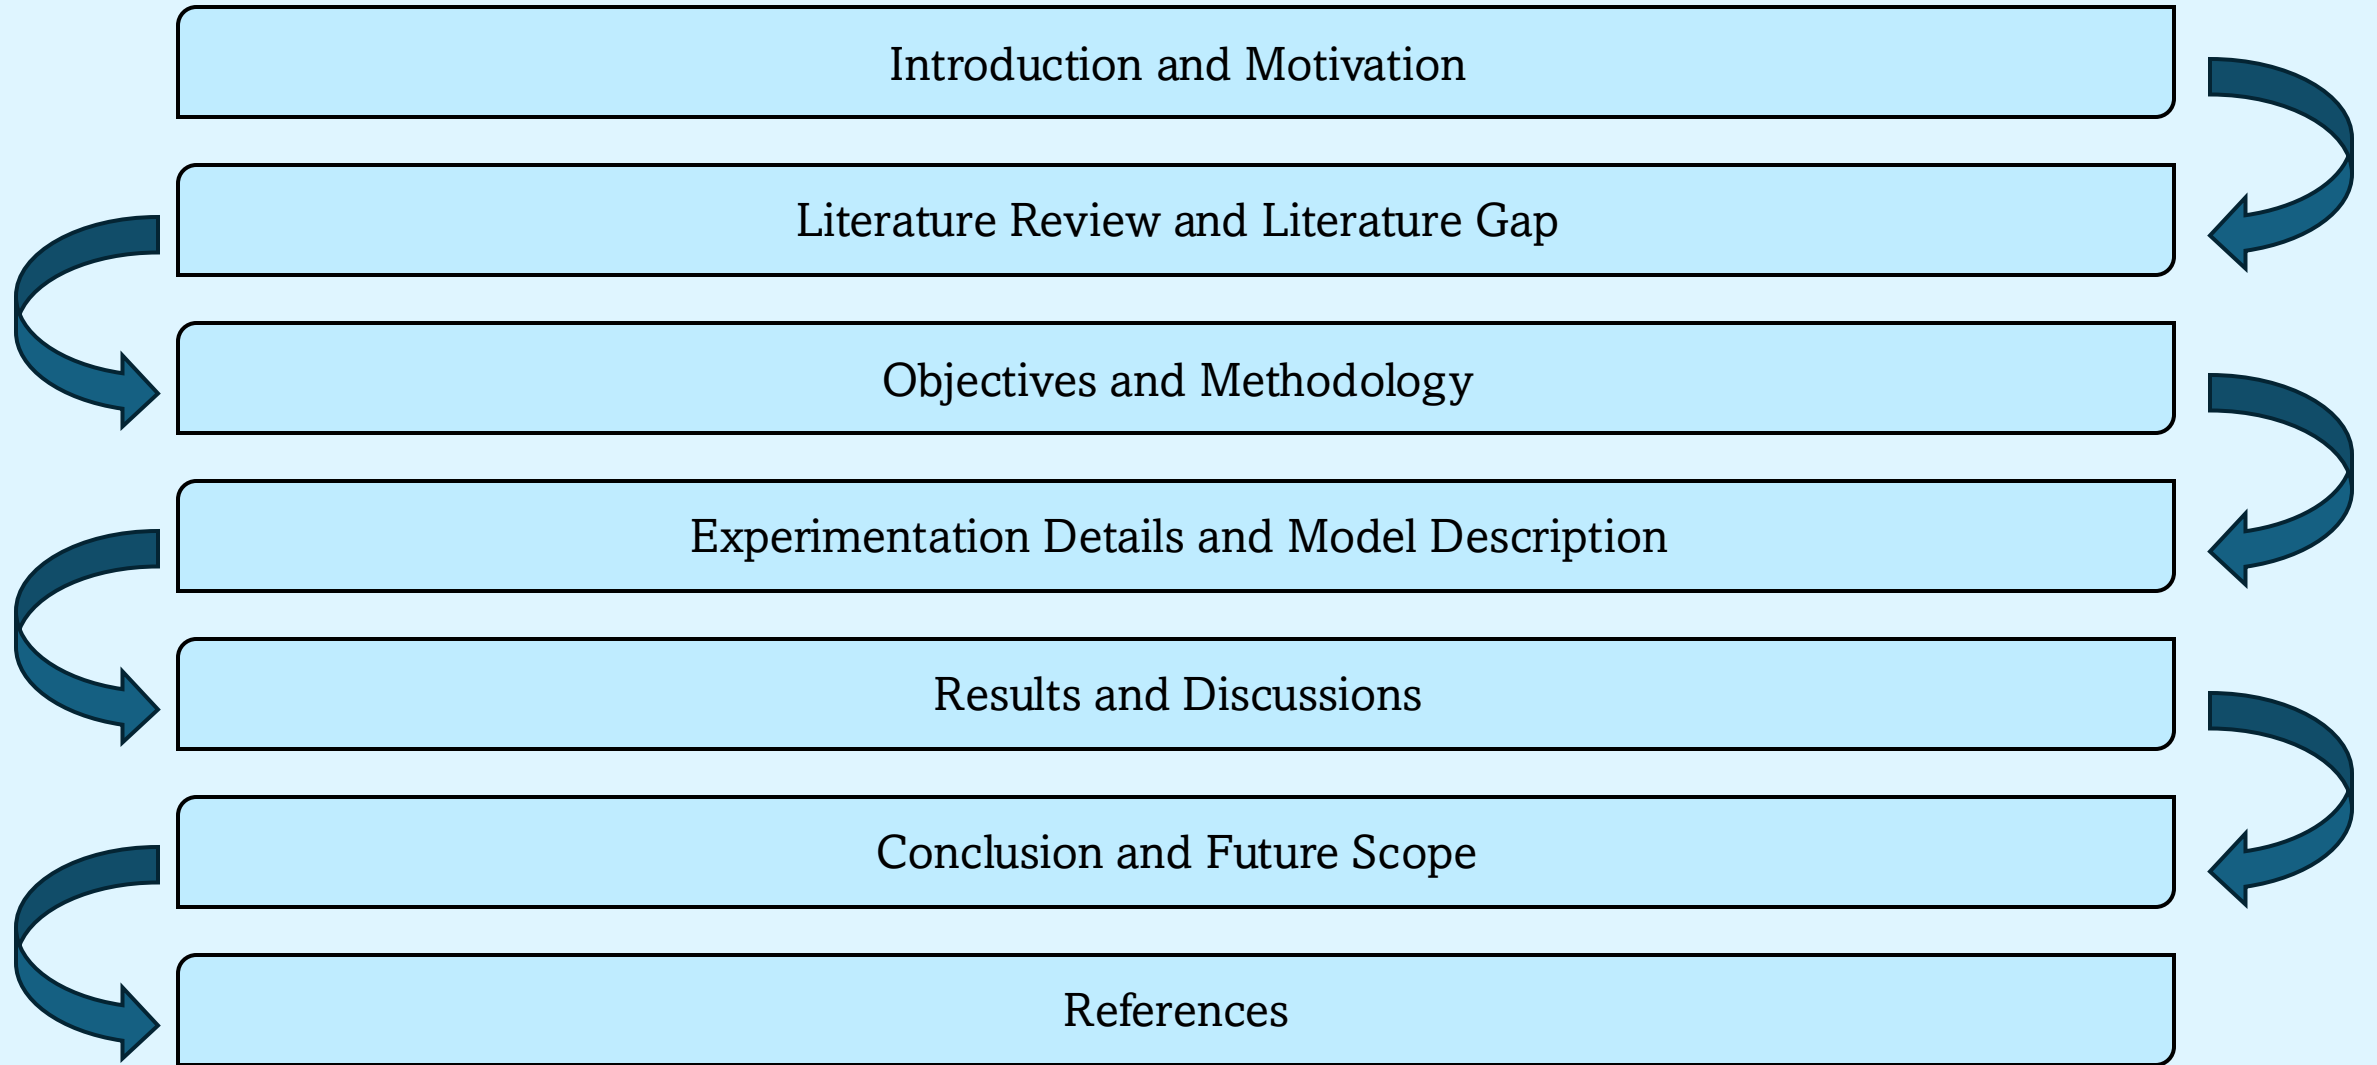 Introduction and Motivation
Literature Review and Literature Gap
Objectives and Methodology
Experimentation Details and Model Description
Results and Discussions
Conclusion and Future Scope
References